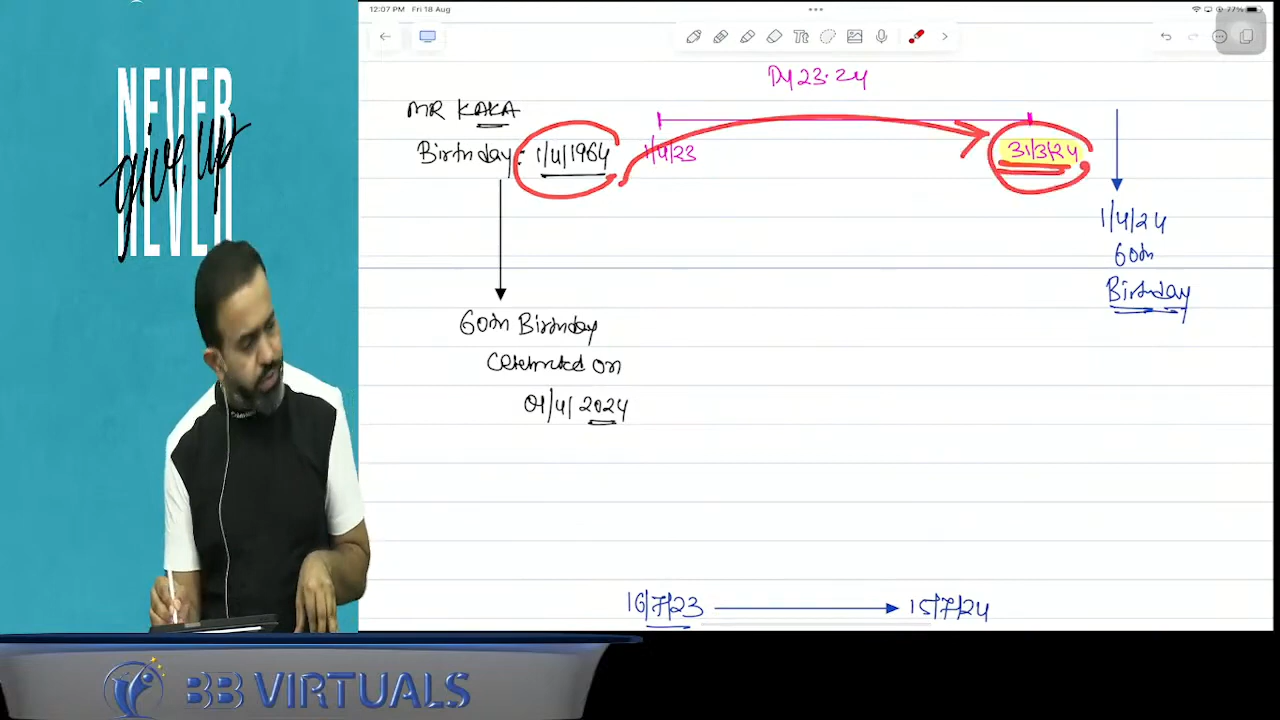 12:07 PM Fri 18 Aug
77%
NEVER
give up
NEVER
PY 23-24
MR KAKA
Birthday: 1/4/1964
1/4/23
31/3/24
1/4/24
60th
Birthday
60th Birthday
Celebrated on
01/4/2024
16/7/23
15/7/24
BB VIRTUALS